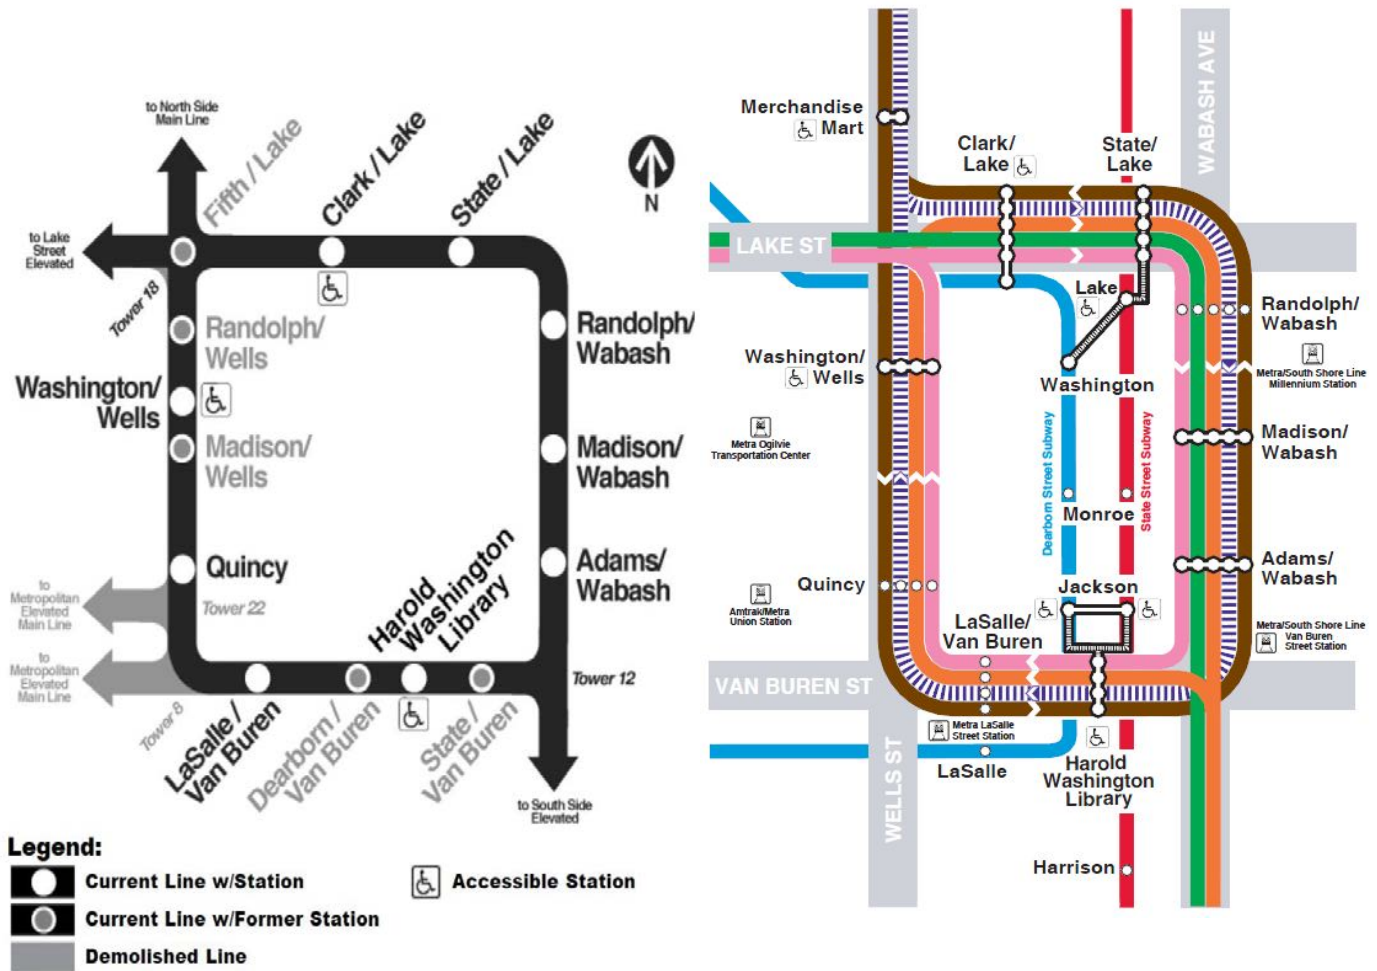 to North Side
Main Line
Fifth / Lake
Clark / Lake
State / Lake
N
to Lake
Street
Elevated
Tower 18
Randolph/
Wells
Randolph/
Wabash
Washington/
Wells
Madison/
Wells
Madison/
Wabash
Quincy
Adams/
Wabash
to
Metropolitan
Elevated
Main Line
Tower 22
Harold
Washington
Library
to
Metropolitan
Elevated
Main Line
Tower 12
Tower 8
LaSalle /
Van Buren
Dearborn /
Van Buren
State /
Van Buren
to South Side
Elevated
Legend:
Current Line w/Station
Accessible Station
Current Line w/Former Station
Demolished Line
WABASH AVE
Merchandise
Mart
Clark/
Lake
State/
Lake
LAKE ST
Lake
Randolph/
Wabash
Washington/
Wells
Washington
Metra/South Shore Line
Millennium Station
Metra Ogilvie
Transportation Center
Dearborn Street Subway
State Street Subway
Madison/
Wabash
Monroe
Quincy
Jackson
Adams/
Wabash
Amtrak/Metra
Union Station
LaSalle/
Van Buren
Metra/South Shore Line
Van Buren
Street Station
VAN BUREN ST
Metra LaSalle
Street Station
WELLS ST
LaSalle
Harold
Washington
Library
Harrison